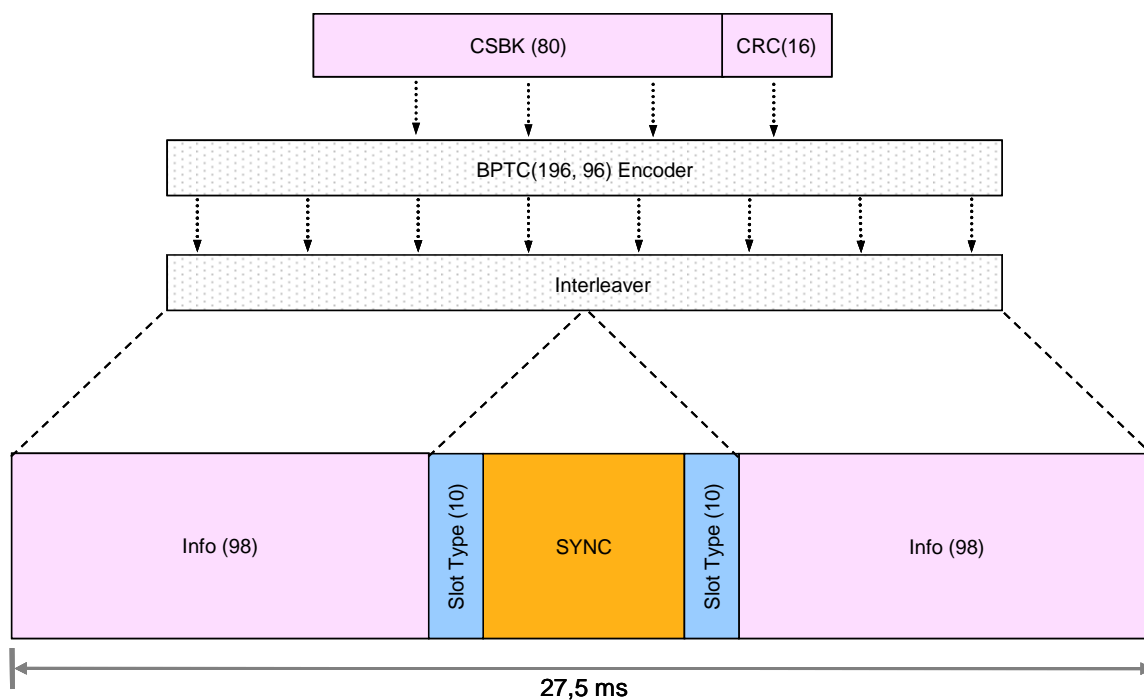 CSBK (80)
CRC(16)
BPTC(196, 96) Encoder
Interleaver
Info (98)
Slot Type (10)
SYNC
Slot Type (10)
Info (98)
27,5 ms